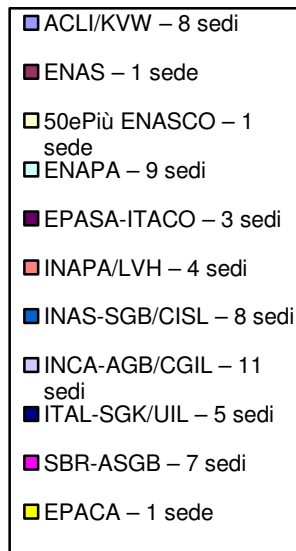 ACLI/KVW – 8 sedi
ENAS – 1 sede
50ePiù ENASCO – 1
sede
ENAPA – 9 sedi
EPASA-ITACO – 3 sedi
INAPA/LVH – 4 sedi
INAS-SGB/CISL – 8 sedi
INCA-AGB/CGIL – 11
sedi
ITAL-SGK/UIL – 5 sedi
SBR-ASGB – 7 sedi
EPACA – 1 sede